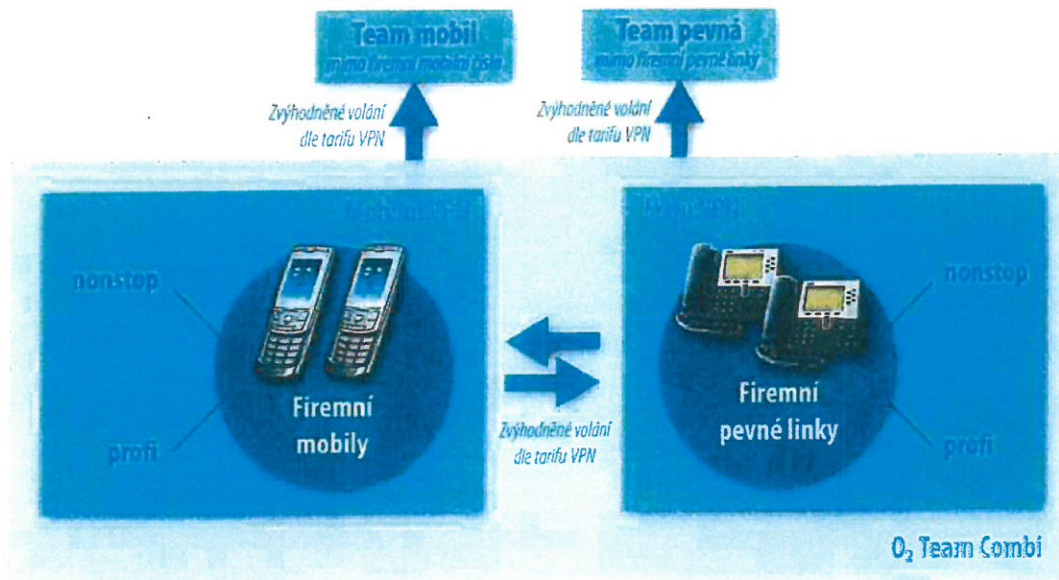 Team mobil
mimo firemní mobilní čísla
Team pevná
mimo firemní pevné linky
Zvýhodněné volání
dle tarifu VPN
Zvýhodněné volání
dle tarifu VPN
VPN
VPN
nonstop
profi
Firemní
mobily
Zvýhodněné volání
dle tarifu VPN
Firemní
pevné linky
nonstop
profi
O₂ Team Combi